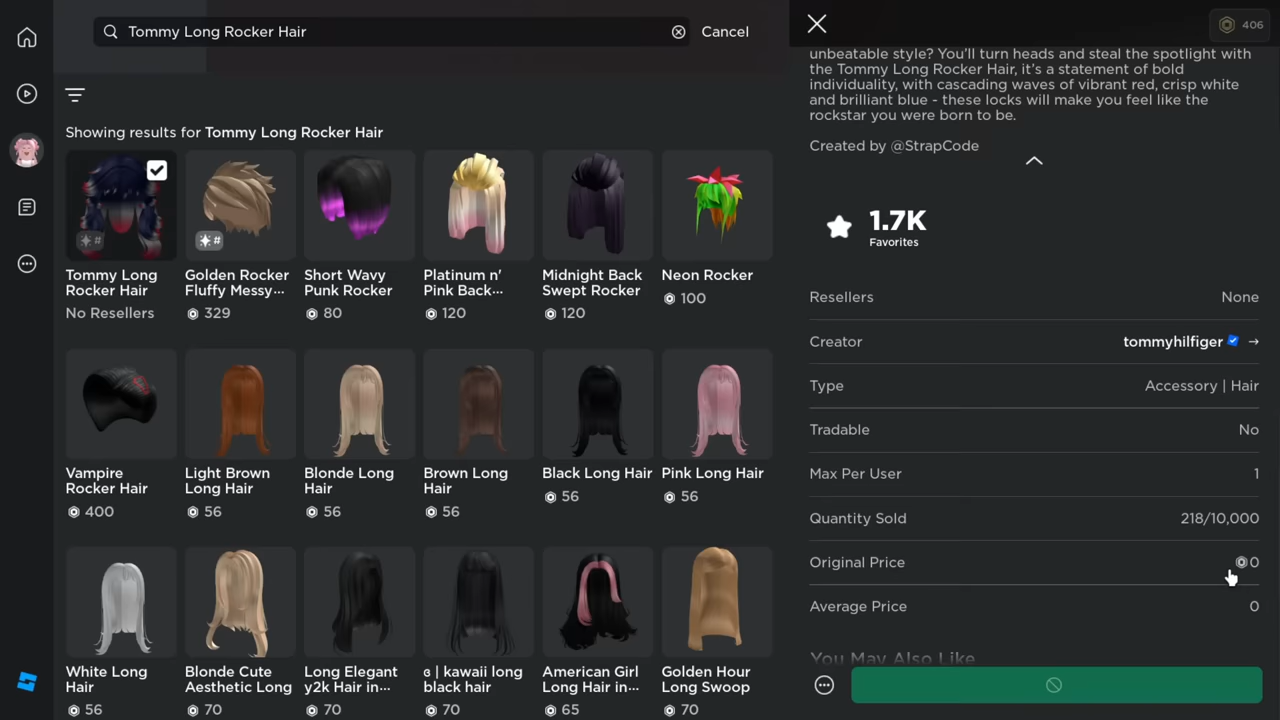 Tommy Long Rocker Hair
Cancel
406
Showing results for Tommy Long Rocker Hair
Tommy Long
Rocker Hair
No Resellers
#
Golden Rocker
Fluffy Messy...
329
#
Short Wavy
Punk Rocker
80
Platinum n'
Pink Back...
120
Midnight Back
Swept Rocker
120
Neon Rocker
100
Vampire
Rocker Hair
400
Light Brown
Long Hair
56
Blonde Long
Hair
56
Brown Long
Hair
56
Black Long Hair
56
Pink Long Hair
56
White Long
Hair
56
Blonde Cute
Aesthetic Long
70
Long Elegant
y2k Hair in...
70
ɞ | kawaii long
black hair
70
American Girl
Long Hair in...
65
Golden Hour
Long Swoop
70
unbeatable style? You'll turn heads and steal the spotlight with
the Tommy Long Rocker Hair, it's a statement of bold
individuality, with cascading waves of vibrant red, crisp white
and brilliant blue - these locks will make you feel like the
rockstar you were born to be.
Created by @StrapCode
1.7K
Favorites
Resellers None
Creator tommyhilfiger →
Type Accessory | Hair
Tradable No
Max Per User 1
Quantity Sold 218/10,000
Original Price 0
Average Price 0
You May Also Like